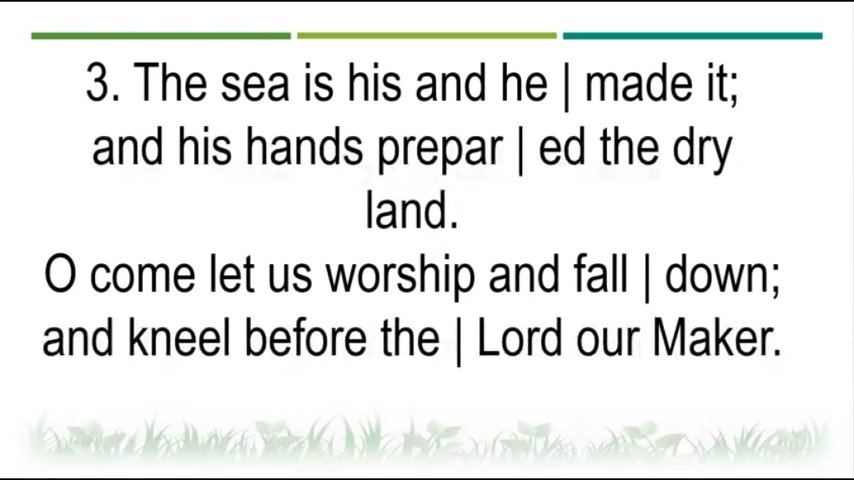 3. The sea is his and he | made it;
and his hands prepar | ed the dry
land.
O come let us worship and fall | down;
and kneel before the | Lord our Maker.